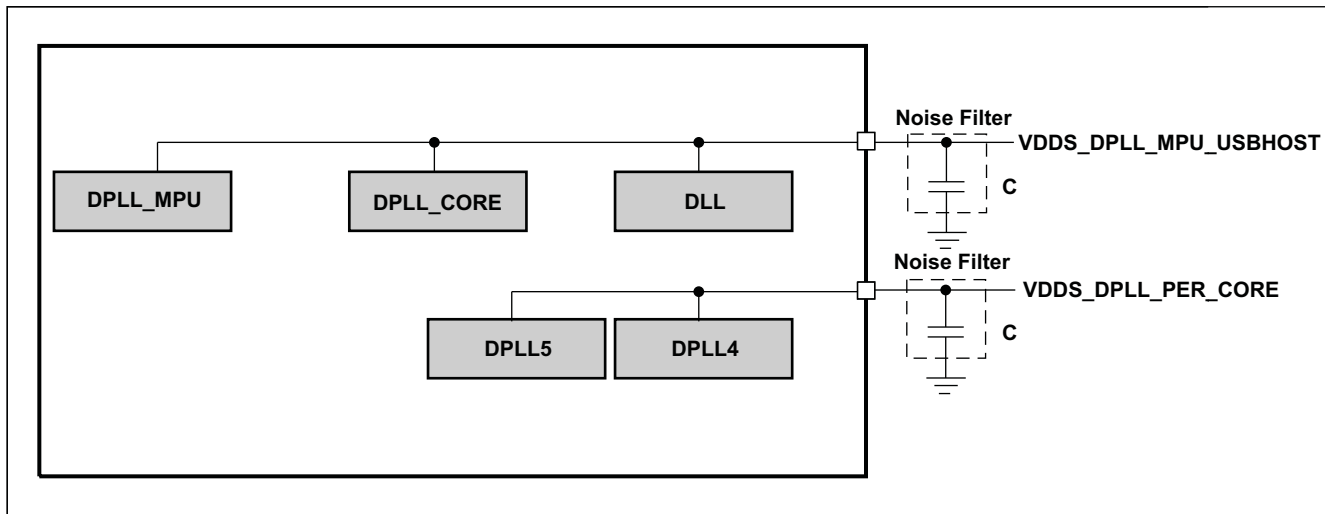 Noise Filter
VDDS_DPLL_MPU_USBHOST
DPLL_MPU
DPLL_CORE
DLL
C
Noise Filter
VDDS_DPLL_PER_CORE
DPLL5
DPLL4
C